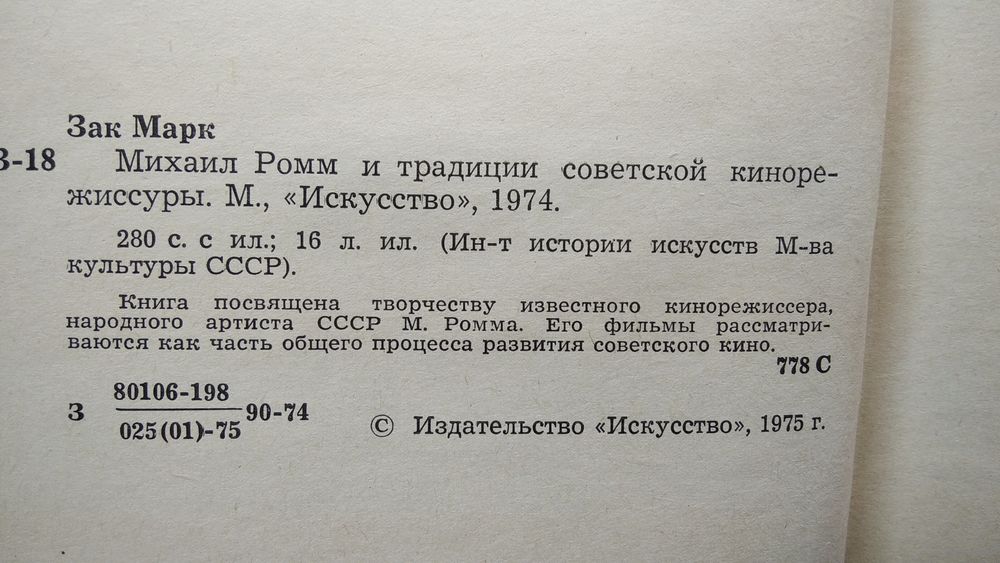 Зак Марк
З-18 Михаил Ромм и традиции советской киноре-
жиссуры. М., «Искусство», 1974.
280 с. с ил.; 16 л. ил. (Ин-т истории искусств М-ва
культуры СССР).
Книга посвящена творчеству известного кинорежиссера,
народного артиста СССР М. Ромма. Его фильмы рассматри-
ваются как часть общего процесса развития советского кино.
778 С
80106-198
З 90-74
025(01)-75
© Издательство «Искусство», 1975 г.